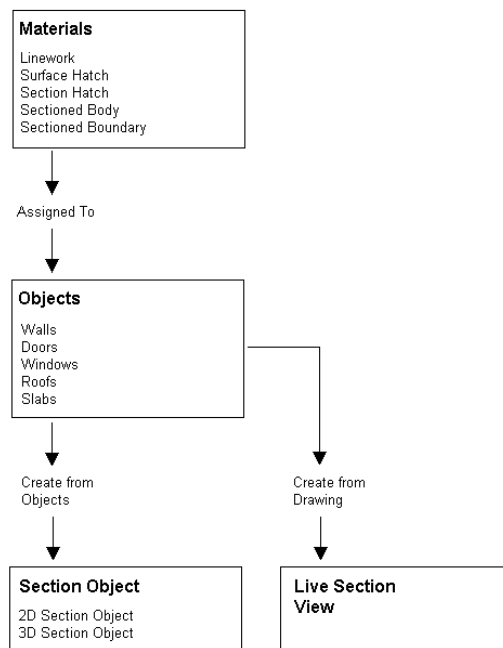 Materials
Linework
Surface Hatch
Section Hatch
Sectioned Body
Sectioned Boundary
Assigned To
Objects
Walls
Doors
Windows
Roofs
Slabs
Create from
Objects
Create from
Drawing
Section Object
2D Section Object
3D Section Object
Live Section
View